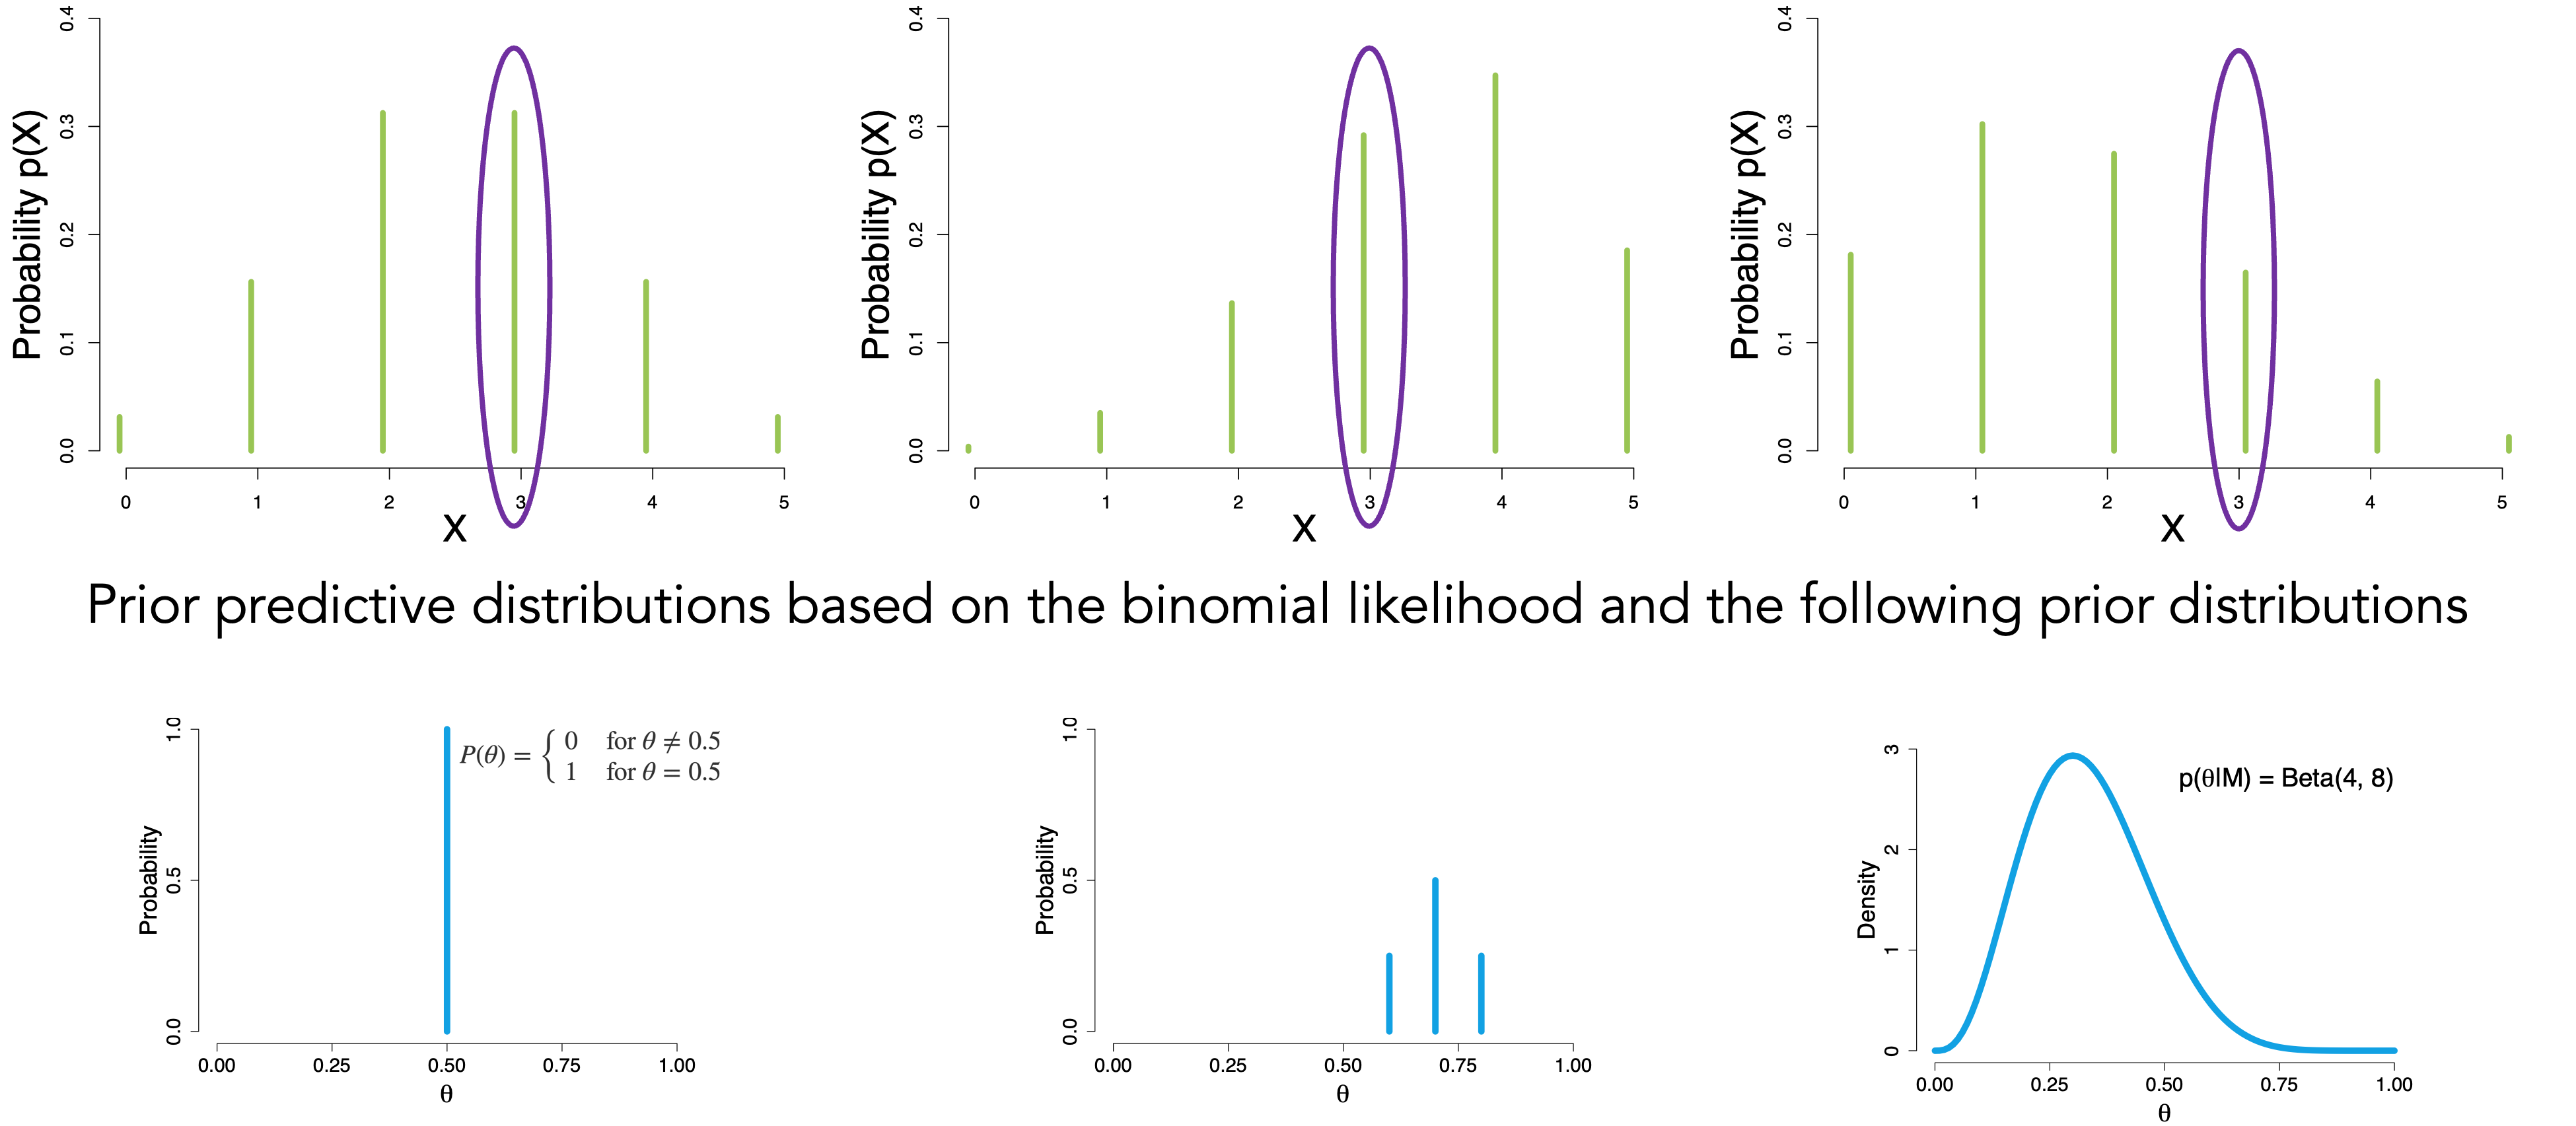 0.4
0.3
0.2
0.1
0.0
Probability p(X)
0 1 2 3 4 5
X
0.4
0.3
0.2
0.1
0.0
Probability p(X)
0 1 2 3 4 5
X
0.4
0.3
0.2
0.1
0.0
Probability p(X)
0 1 2 3 4 5
X
Prior predictive distributions based on the binomial likelihood and the following prior distributions
1.0
0.5
0.0
Probability
P(θ) = { 0 for θ ≠ 0.5
1 for θ = 0.5
0.00 0.25 0.50 0.75 1.00
θ
1.0
0.5
0.0
Probability
0.00 0.25 0.50 0.75 1.00
θ
3
2
1
0
Density
p(θ|M) = Beta(4, 8)
0.00 0.25 0.50 0.75 1.00
θ